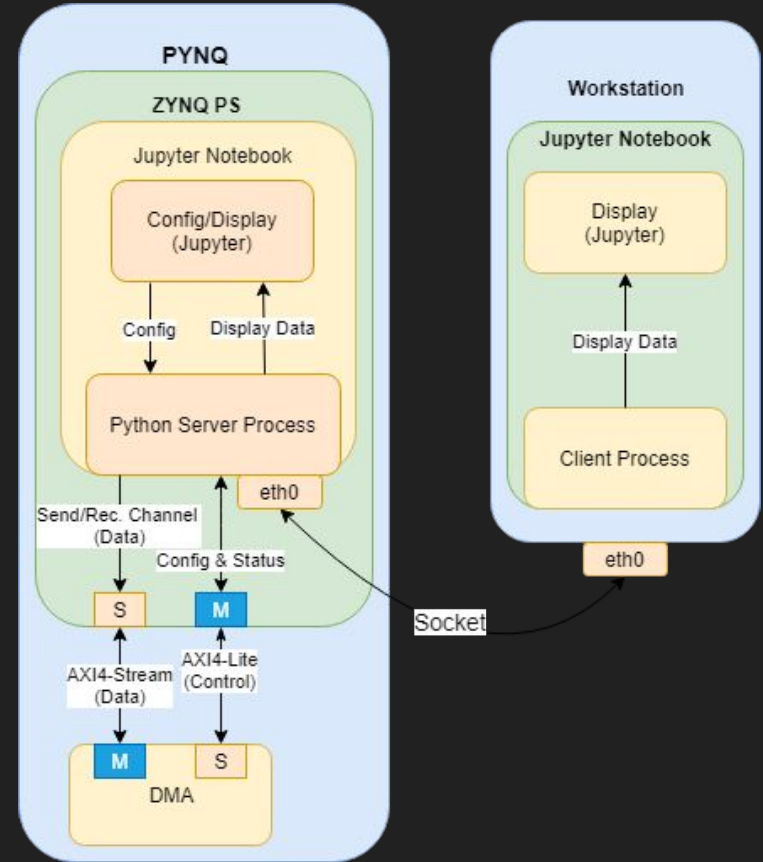 PYNQ
ZYNQ PS
Jupyter Notebook
Config/Display
(Jupyter)
Config
Display Data
Python Server Process
eth0
Send/Rec. Channel
(Data)
Config & Status
S
M
AXI4-Stream
(Data)
AXI4-Lite
(Control)
M
S
DMA
Socket
Workstation
Jupyter Notebook
Display
(Jupyter)
Display Data
Client Process
eth0